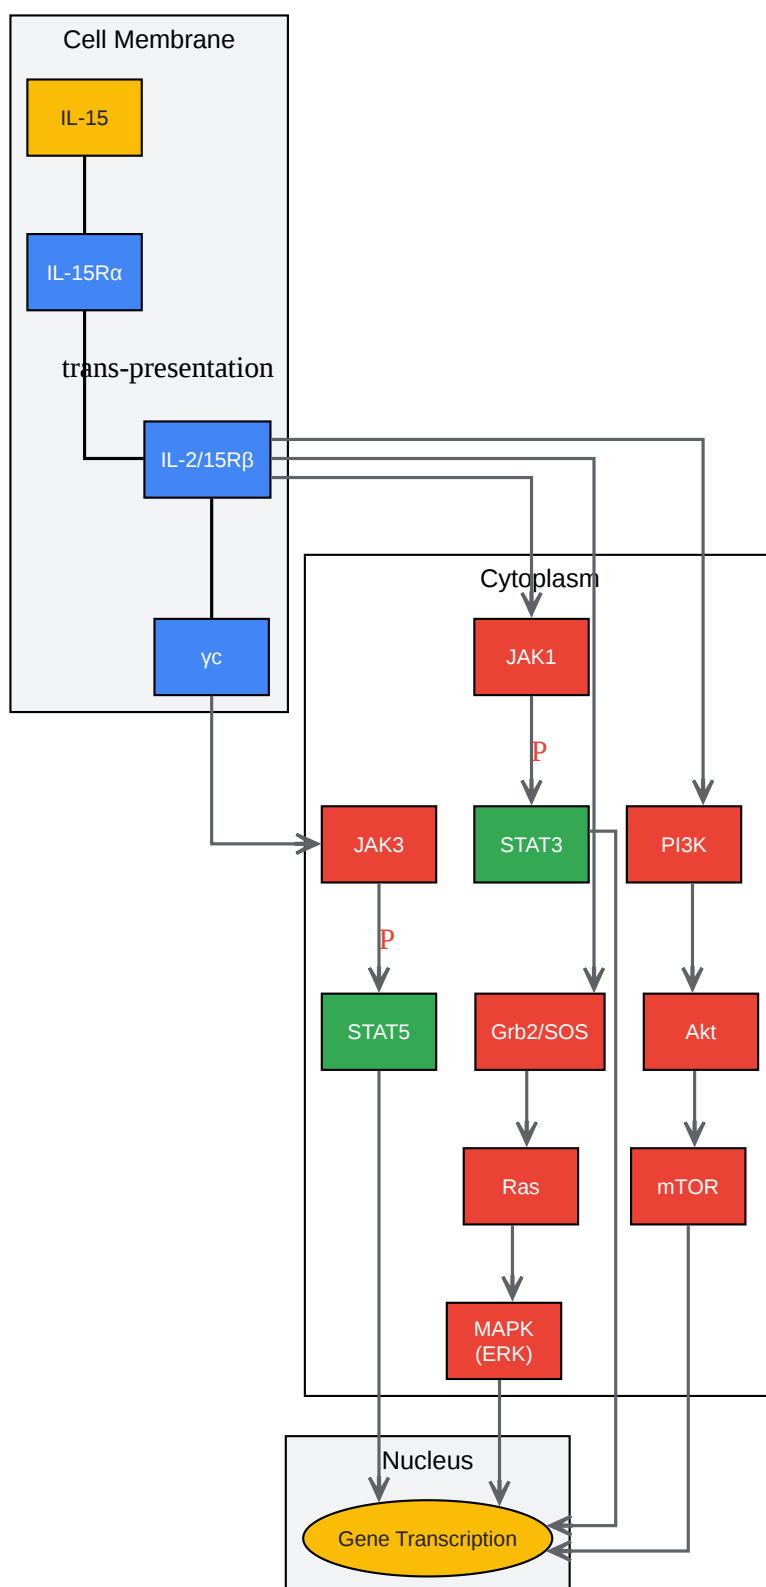 Cell Membrane
IL-15
IL-15Rα
trans-presentation
IL-2/15Rβ
γc
Cytoplasm
JAK1
P
JAK3
STAT3
PI3K
P
STAT5
Grb2/SOS
Akt
Ras
mTOR
MAPK
(ERK)
Nucleus
Gene Transcription